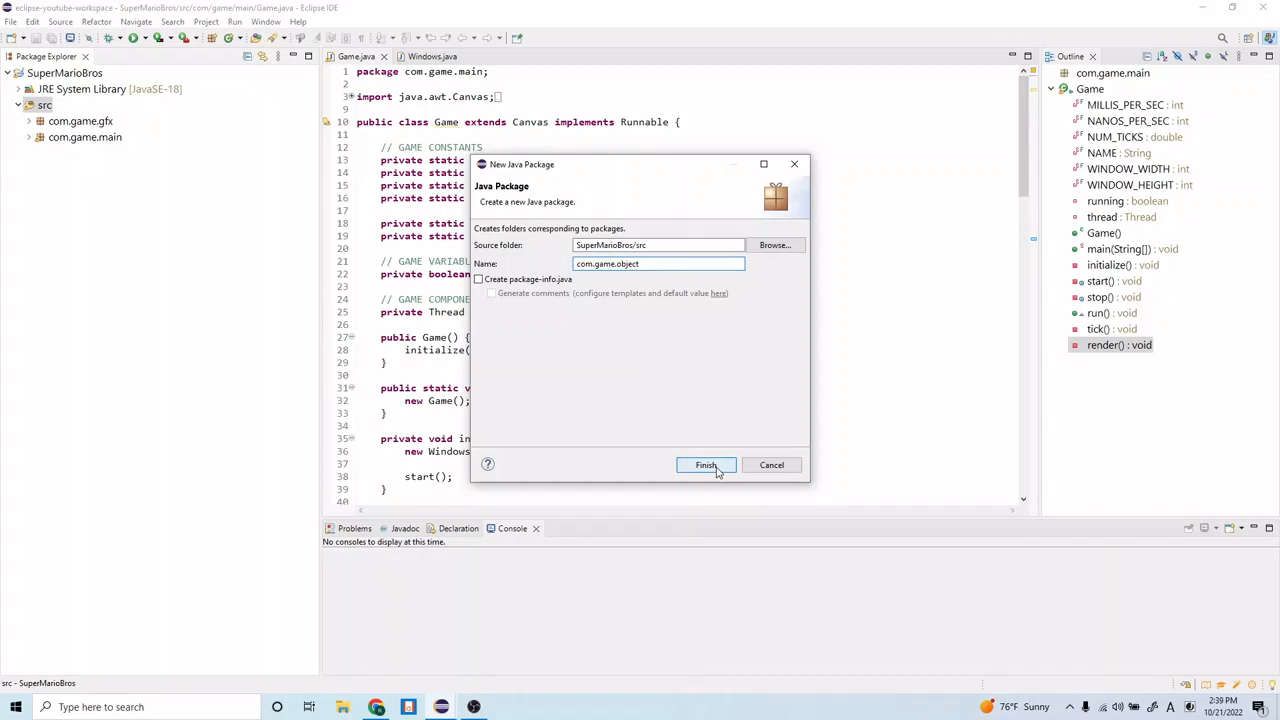 eclipse-youtube-workspace - SuperMarioBros/src/com/game/main/Game.java - Eclipse IDE
File Edit Source Refactor Navigate Search Project Run Window Help
Package Explorer
SuperMarioBros
JRE System Library [JavaSE-18]
src
com.game.gfx
com.game.main
Game.java
Windows.java
1 package com.game.main;
2
3 import java.awt.Canvas;
9
10 public class Game extends Canvas implements Runnable {
11
12 // GAME CONSTANTS
13 private static
14 private static
15 private static
16 private static
17
18 private static
19 private static
20
21 // GAME VARIABL
22 private boolean
23
24 // GAME COMPONE
25 private Thread
26
27 public Game() {
28 initialize(
29 }
30
31 public static v
32 new Game();
33 }
34
35 private void in
36 new Windows
37
38 start();
39 }
40
New Java Package
Java Package
Create a new Java package.
Creates folders corresponding to packages.
Source folder: SuperMarioBros/src Browse...
Name: com.game.object
Create package-info.java
Generate comments (configure templates and default value here)
Finish Cancel
Outline
com.game.main
Game
MILLIS_PER_SEC : int
NANOS_PER_SEC : int
NUM_TICKS : double
NAME : String
WINDOW_WIDTH : int
WINDOW_HEIGHT : int
running : boolean
thread : Thread
Game()
main(String[]) : void
initialize() : void
start() : void
stop() : void
run() : void
tick() : void
render() : void
Problems Javadoc Declaration Console
No consoles to display at this time.
src - SuperMarioBros
Type here to search
76°F Sunny
2:39 PM
10/21/2022